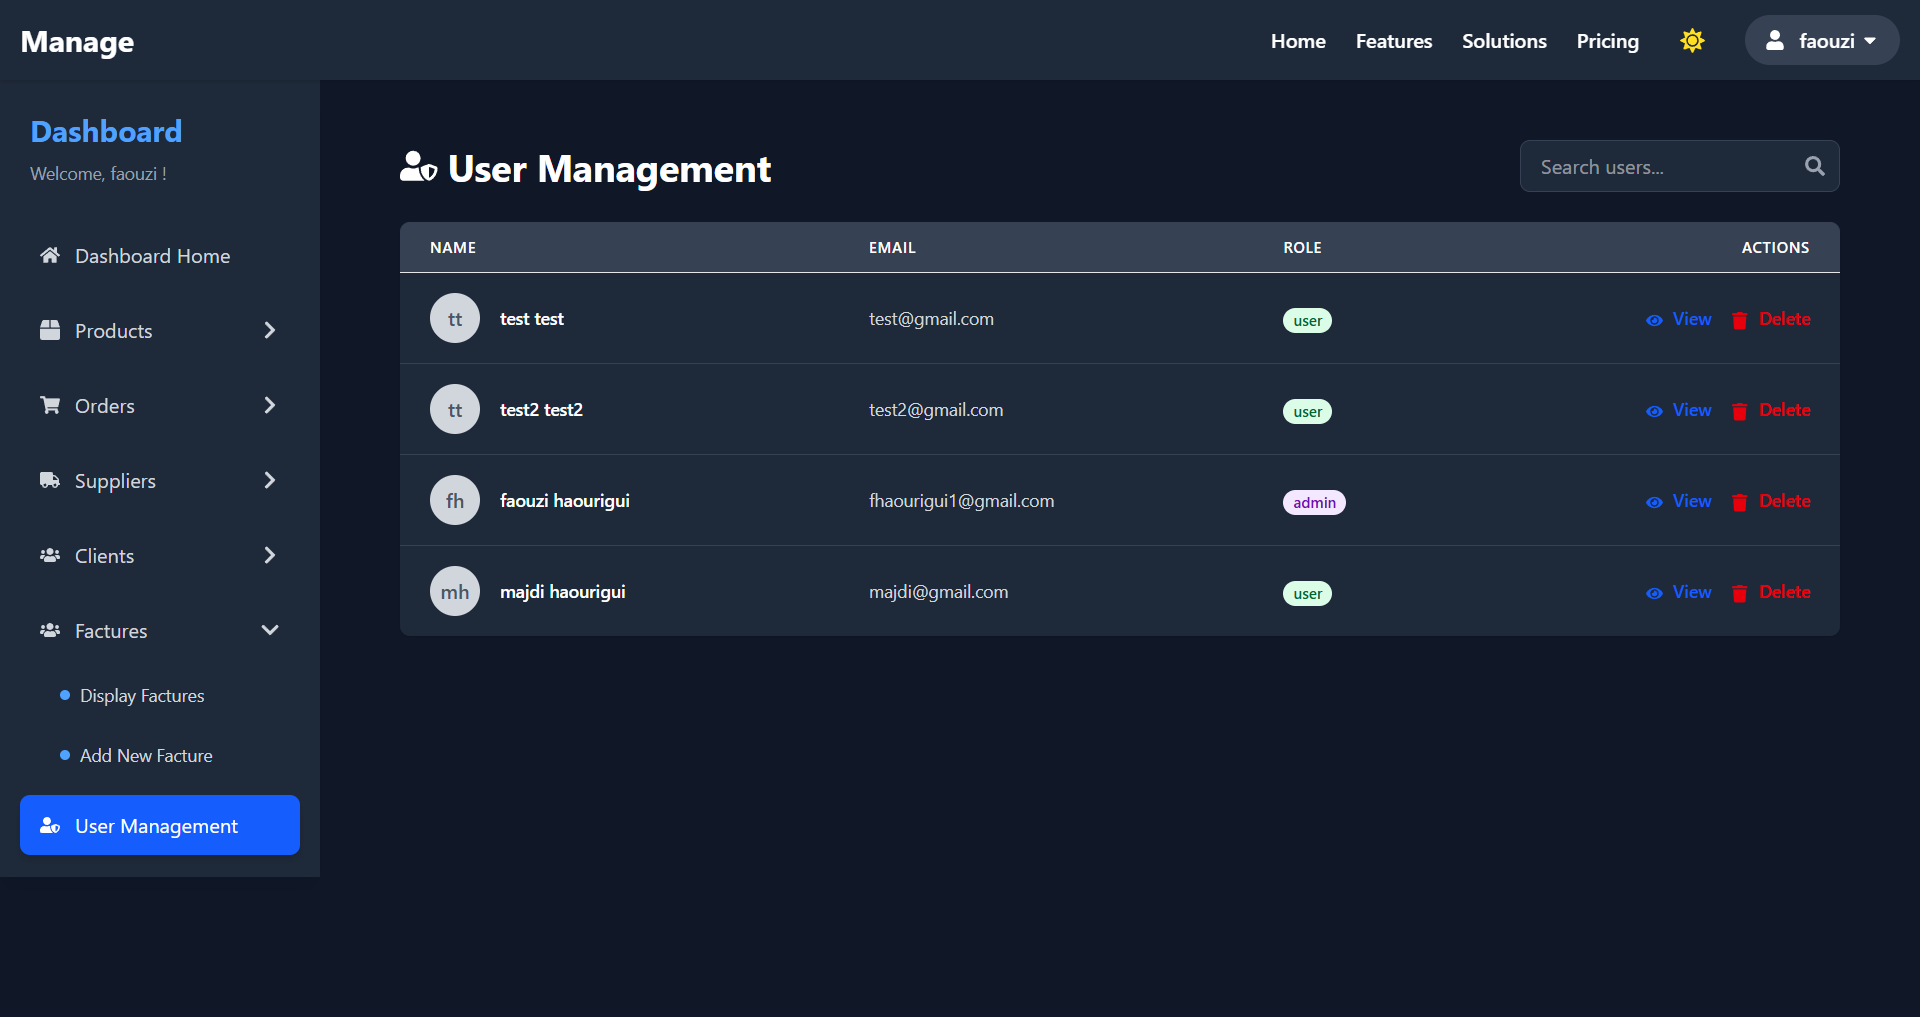 Manage
Home Features Solutions Pricing faouzi
Dashboard
Welcome, faouzi !
Dashboard Home
Products
Orders
Suppliers
Clients
Factures
Display Factures
Add New Facture
User Management
User Management
Search users...
NAME EMAIL ROLE ACTIONS
tt test test test@gmail.com user View Delete
tt test2 test2 test2@gmail.com user View Delete
fh faouzi haourigui fhaourigui1@gmail.com admin View Delete
mh majdi haourigui majdi@gmail.com user View Delete